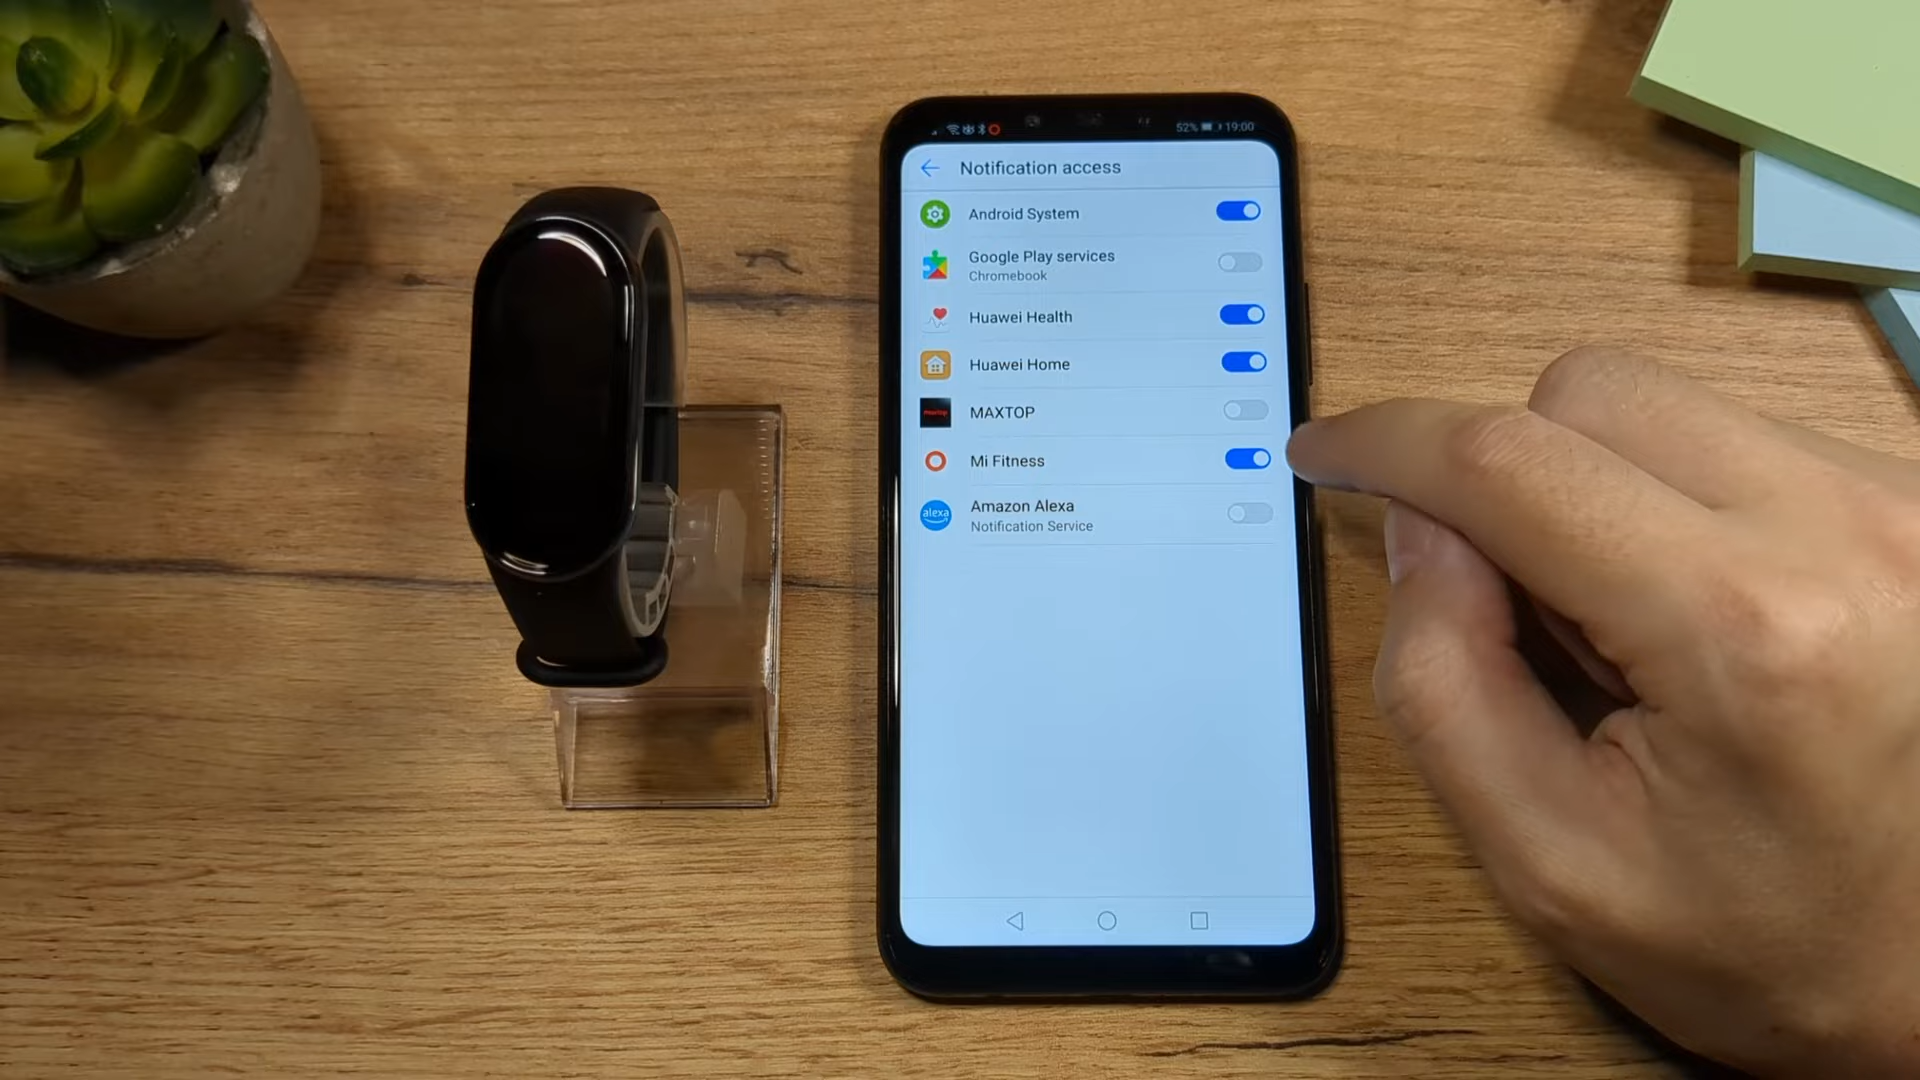 52% 19:00
Notification access
Android System
Google Play services
Chromebook
Huawei Health
Huawei Home
maxtop
MAXTOP
Mi Fitness
alexa
Amazon Alexa
Notification Service